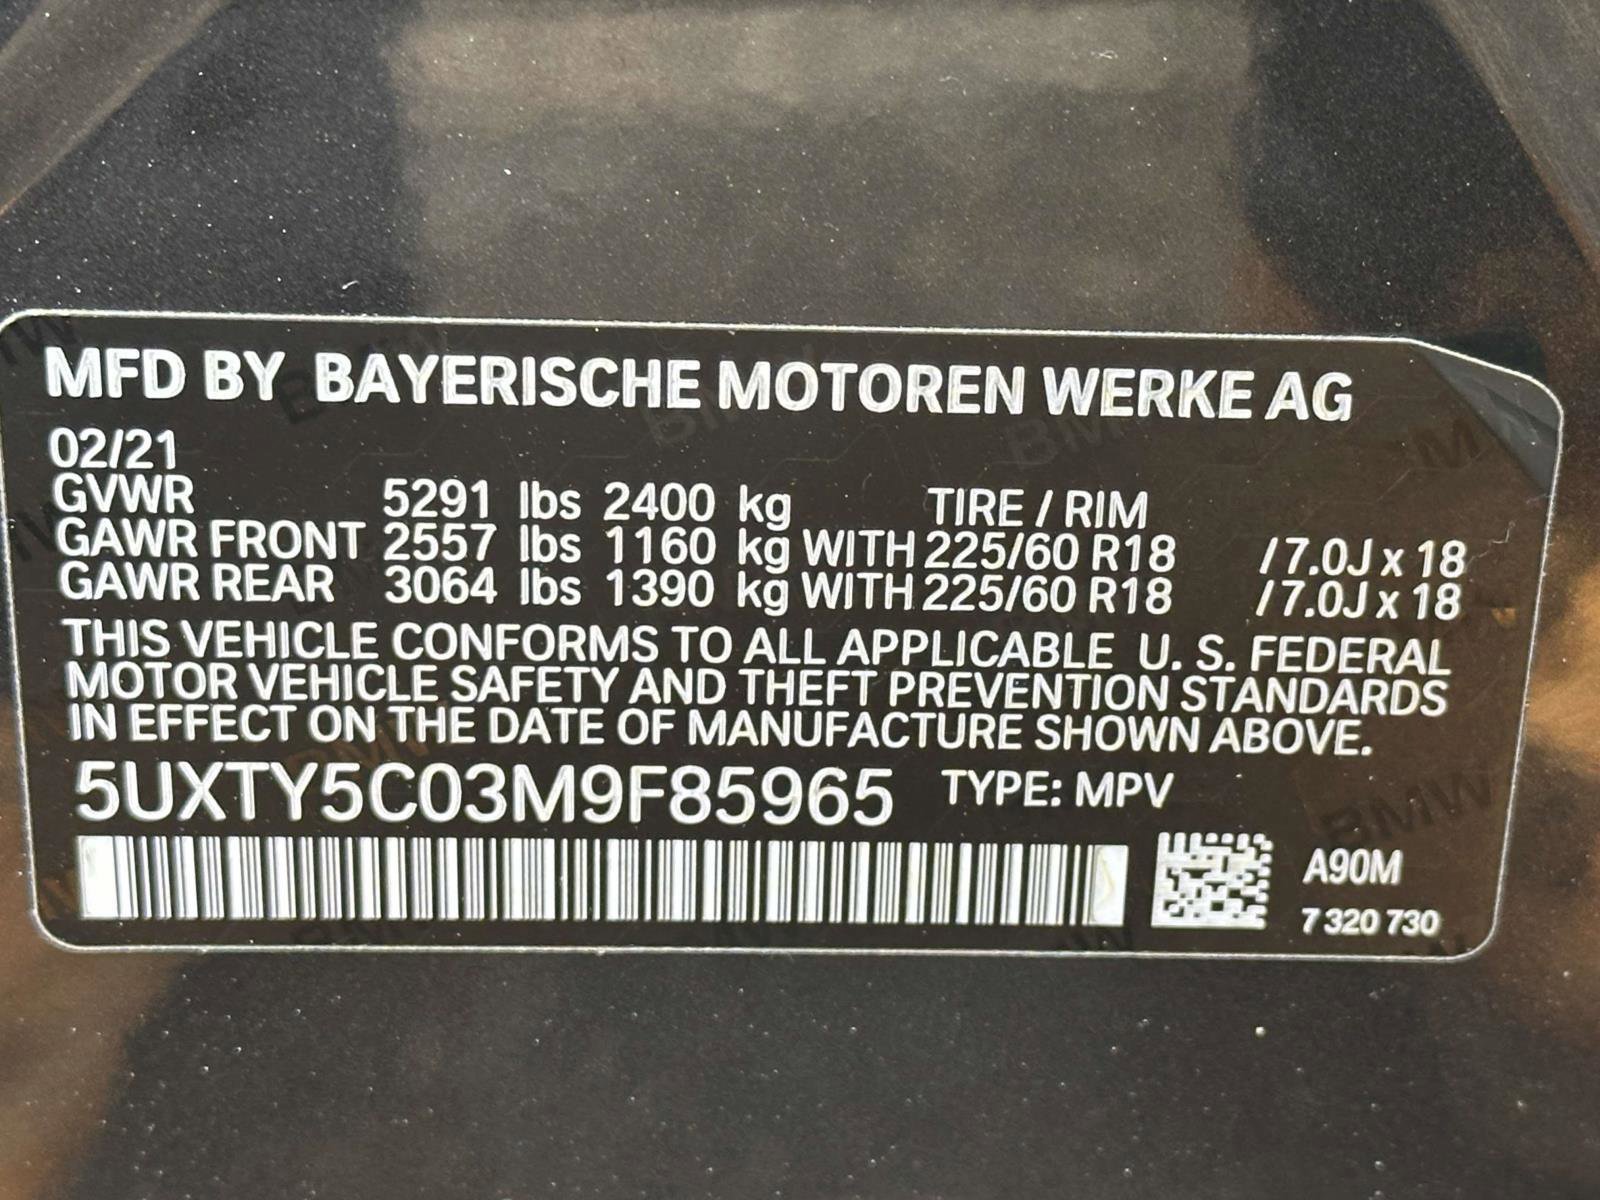 MFD BY BAYERISCHE MOTOREN WERKE AG
02/21
GVWR 5291 lbs 2400 kg TIRE / RIM
GAWR FRONT 2557 lbs 1160 kg WITH 225/60 R18 /7.0J x 18
GAWR REAR 3064 lbs 1390 kg WITH 225/60 R18 /7.0J x 18
THIS VEHICLE CONFORMS TO ALL APPLICABLE U. S. FEDERAL
MOTOR VEHICLE SAFETY AND THEFT PREVENTION STANDARDS
IN EFFECT ON THE DATE OF MANUFACTURE SHOWN ABOVE.
5UXTY5C03M9F85965 TYPE: MPV
A90M
7 320 730